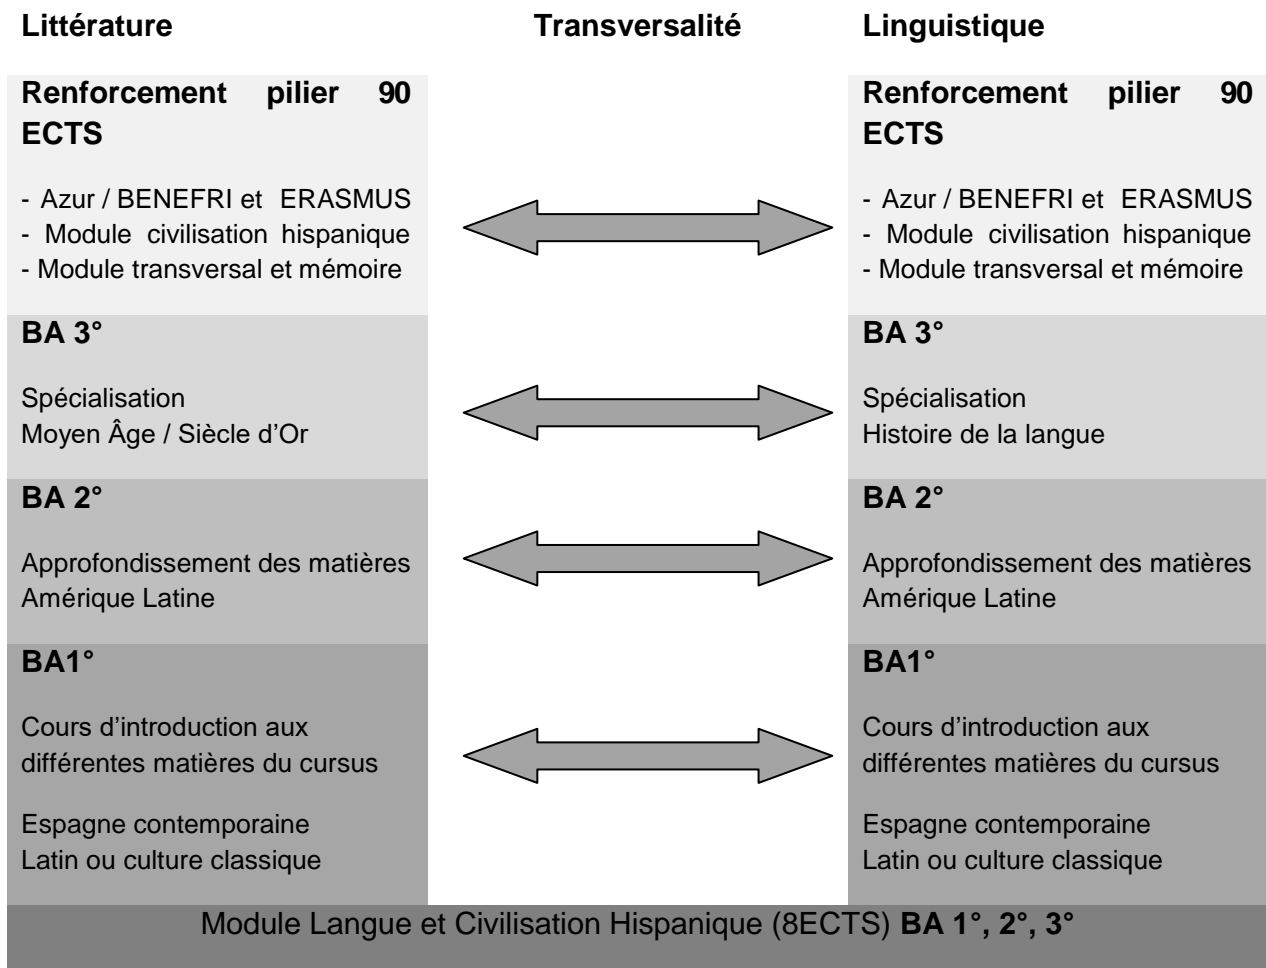 Littérature
Transversalité
Linguistique
Renforcement pilier 90
ECTS
- Azur / BENEFRI et ERASMUS
- Module civilisation hispanique
- Module transversal et mémoire
Renforcement pilier 90
ECTS
- Azur / BENEFRI et ERASMUS
- Module civilisation hispanique
- Module transversal et mémoire
BA 3°
Spécialisation
Moyen Âge / Siècle d’Or
BA 3°
Spécialisation
Histoire de la langue
BA 2°
Approfondissement des matières
Amérique Latine
BA 2°
Approfondissement des matières
Amérique Latine
BA1°
Cours d’introduction aux
différentes matières du cursus
Espagne contemporaine
Latin ou culture classique
BA1°
Cours d’introduction aux
différentes matières du cursus
Espagne contemporaine
Latin ou culture classique
Module Langue et Civilisation Hispanique (8ECTS) BA 1°, 2°, 3°